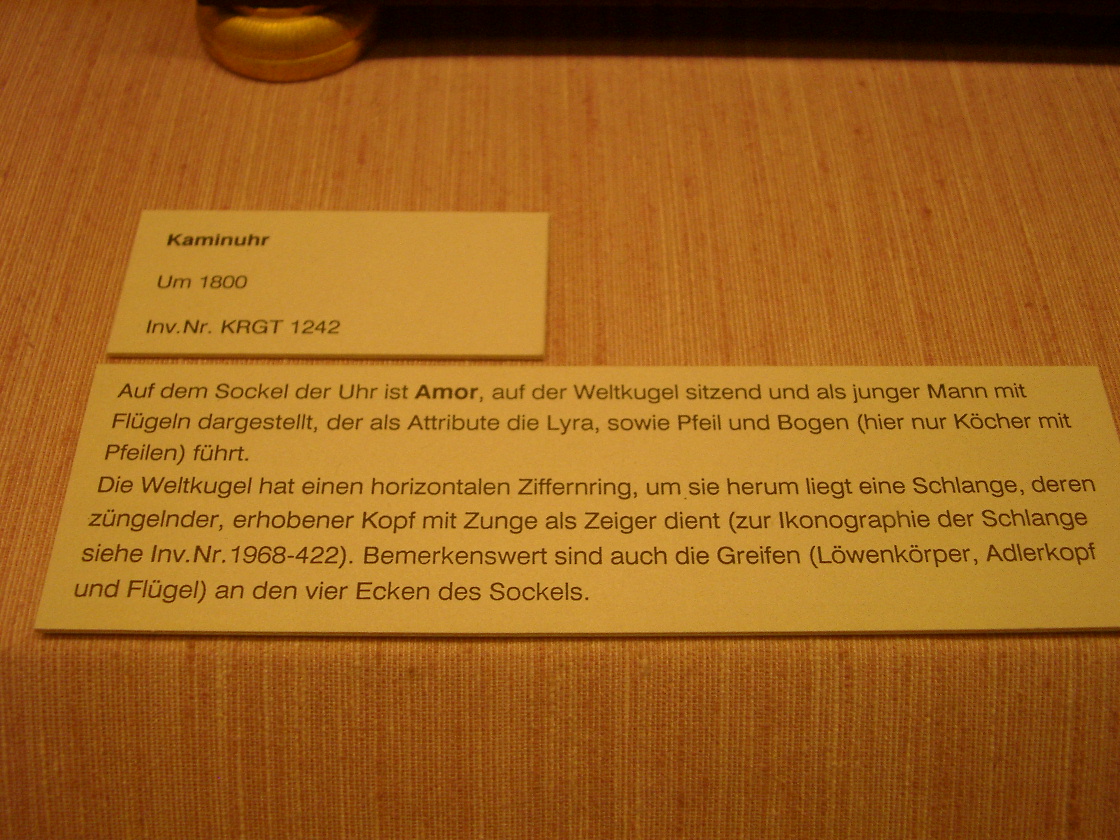 Kaminuhr
Um 1800
Inv.Nr. KRGT 1242
Auf dem Sockel der Uhr ist Amor, auf der Weltkugel sitzend und als junger Mann mit
Flügeln dargestellt, der als Attribute die Lyra, sowie Pfeil und Bogen (hier nur Köcher mit
Pfeilen) führt.
Die Weltkugel hat einen horizontalen Ziffernring, um sie herum liegt eine Schlange, deren
züngelnder, erhobener Kopf mit Zunge als Zeiger dient (zur Ikonographie der Schlange
siehe Inv.Nr.1968-422). Bemerkenswert sind auch die Greifen (Löwenkörper, Adlerkopf
und Flügel) an den vier Ecken des Sockels.